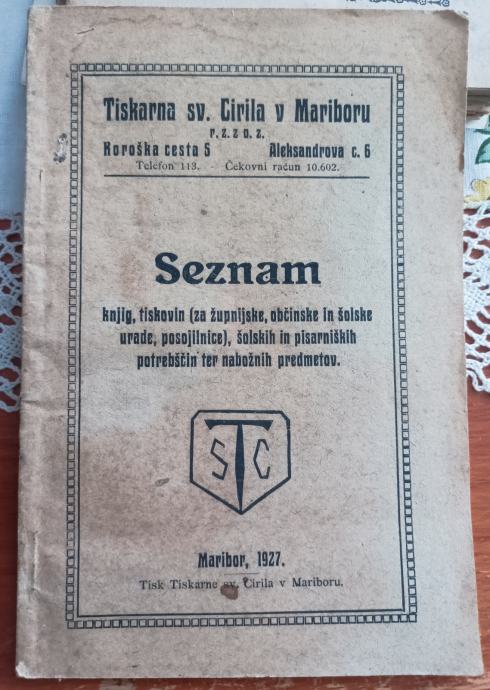 Tiskarna sv. Cirila v Mariboru
r. z. z o. z.
Koroška cesta 5 Aleksandrova c. 6
Telefon 113. - Čekovni račun 10.602.
Seznam
knjig, tiskovin (za župnijske, občinske in šolske
urade, posojilnice), šolskih in pisarniških
potrebščin ter nabožnih predmetov.
STC
Maribor, 1927.
Tisk Tiskarne sv. Cirila v Mariboru.